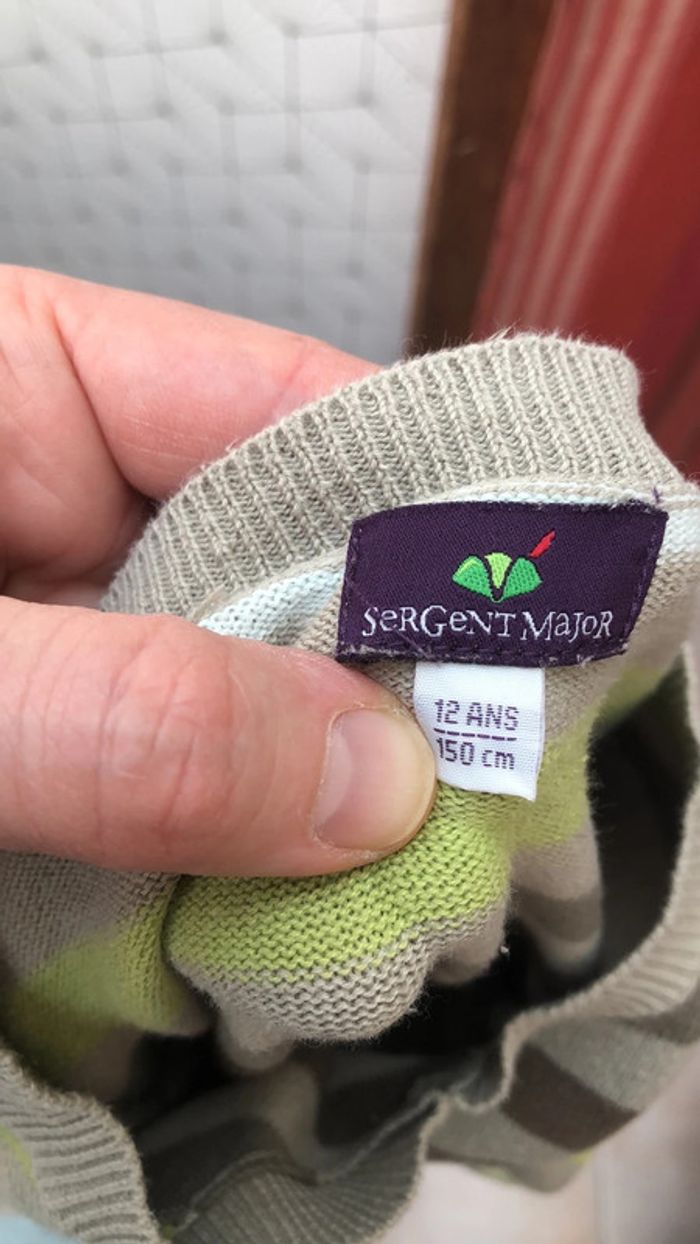 SeRGeNT MaJoR
12 ANS
150 cm